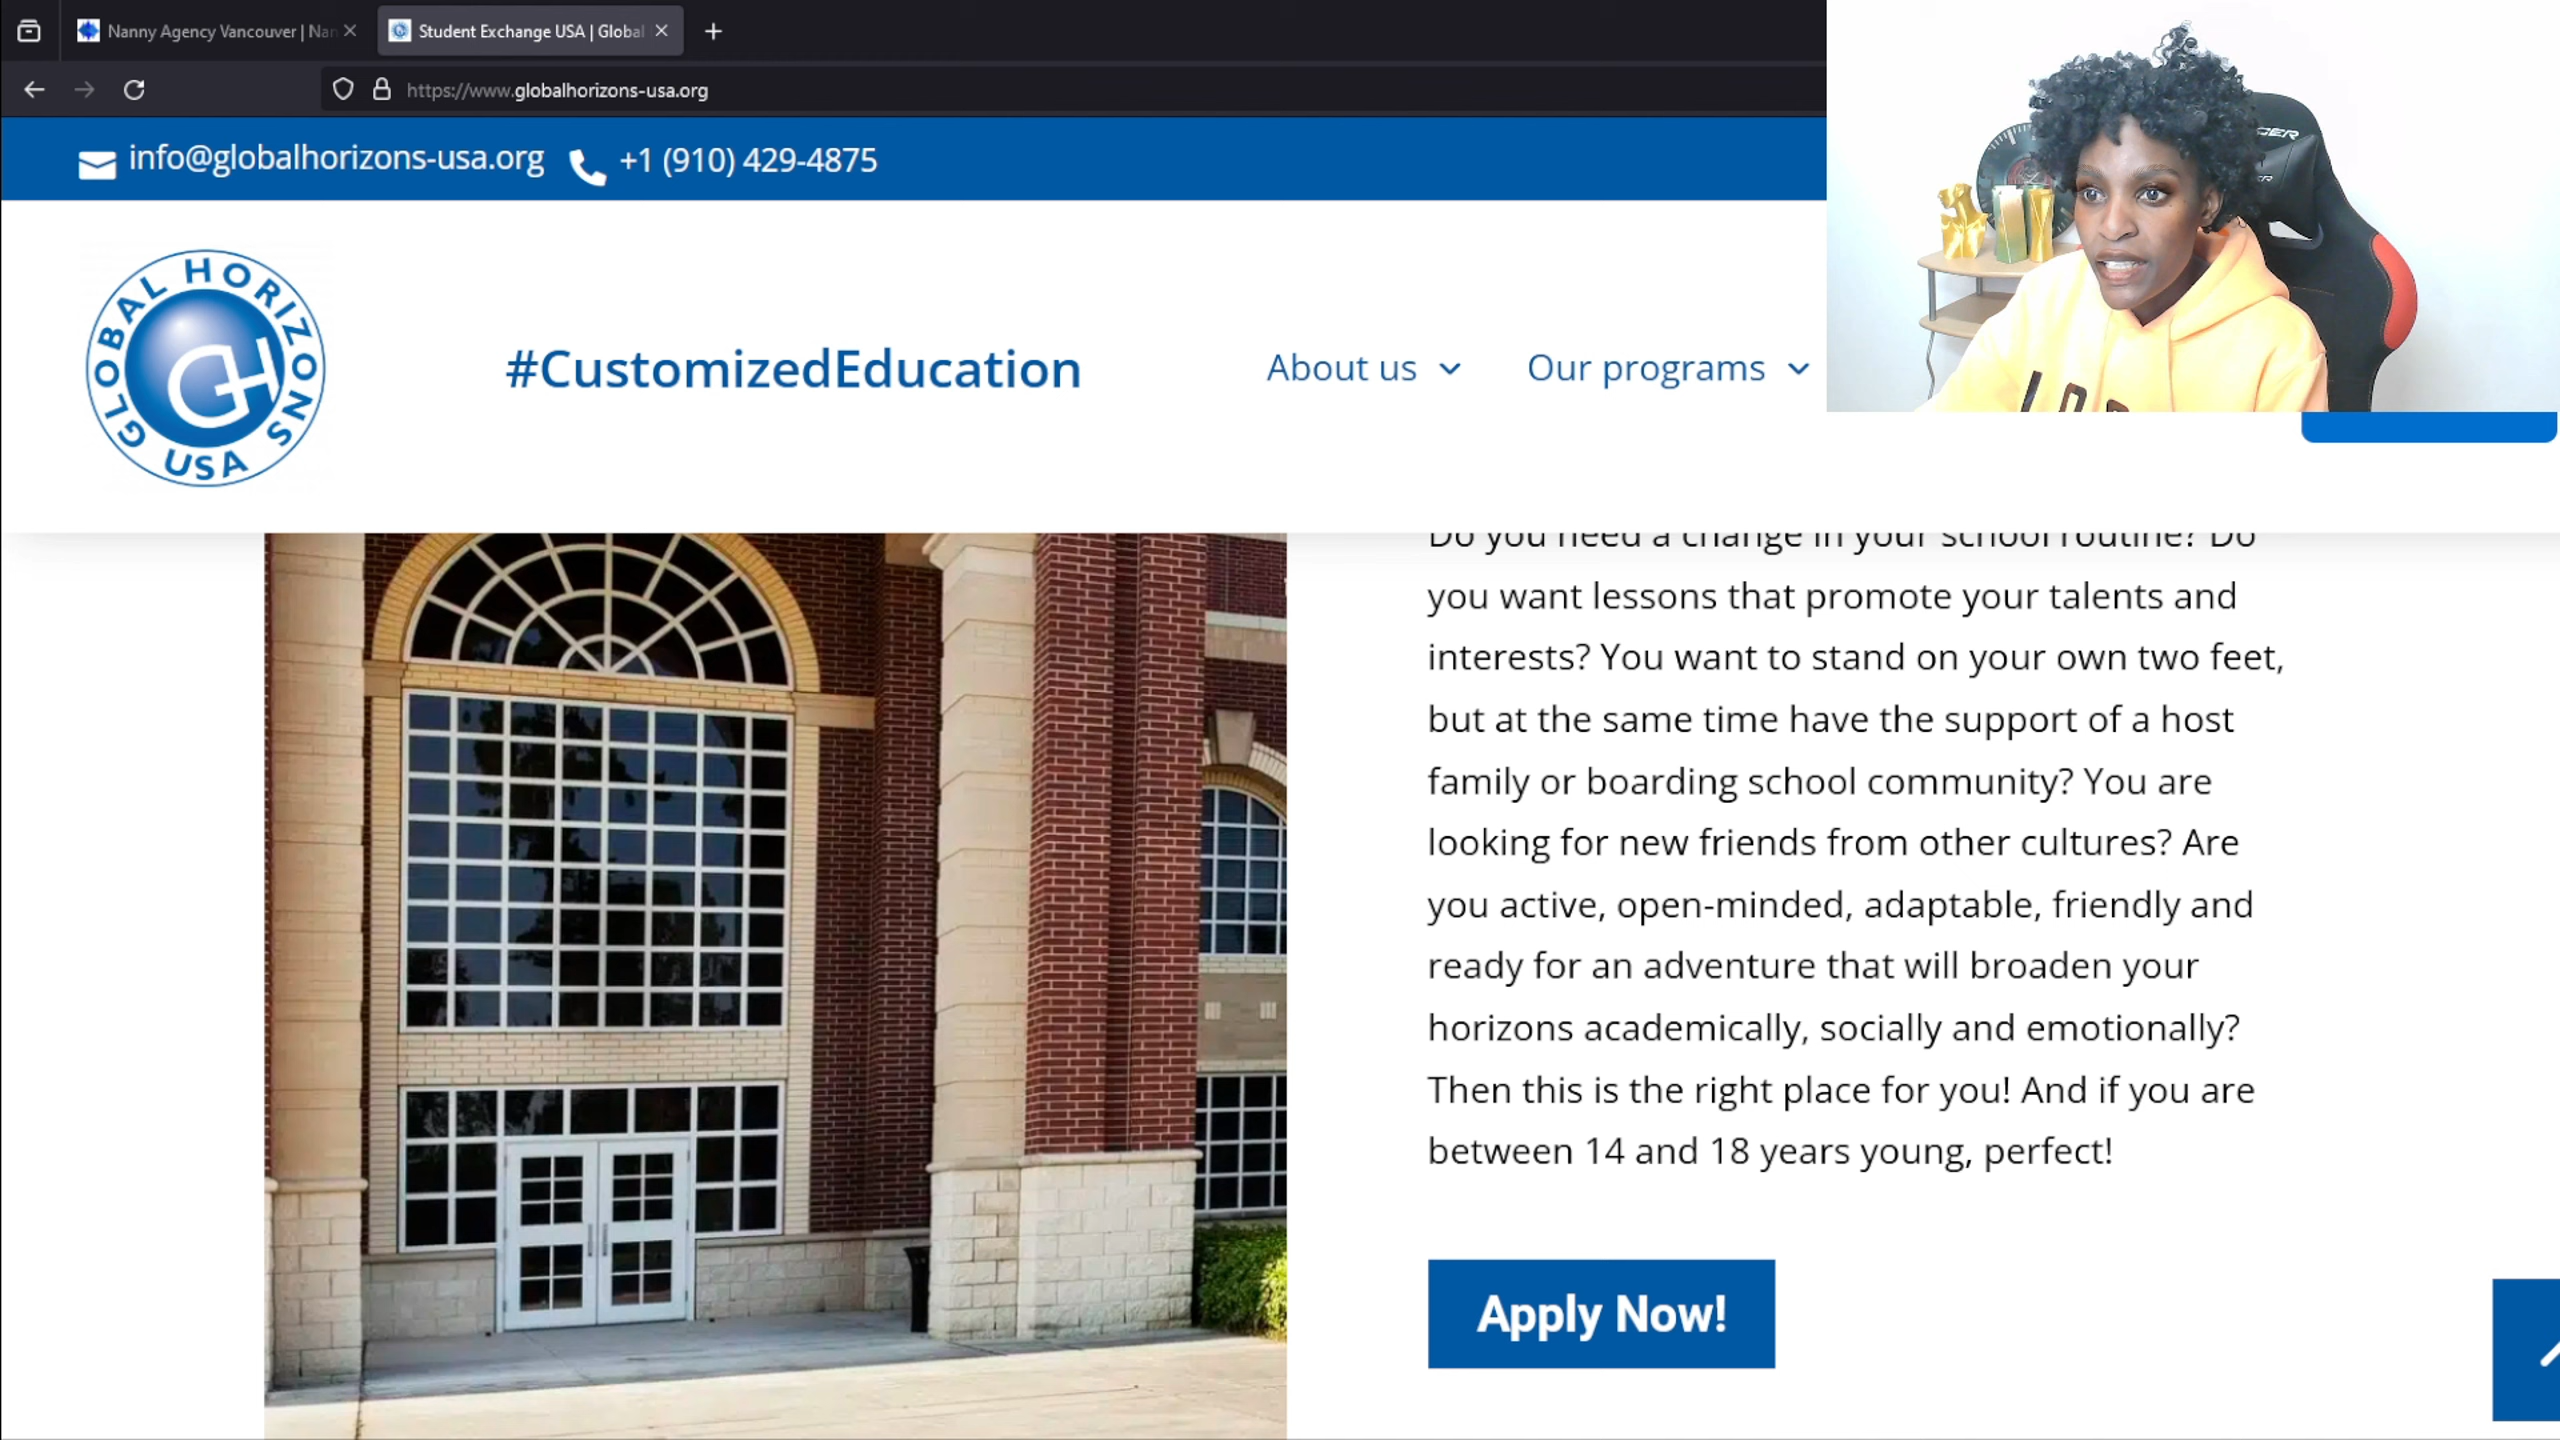 Nanny Agency Vancouver | Nan
Student Exchange USA | Global
https://www.globalhorizons-usa.org
info@globalhorizons-usa.org +1 (910) 429-4875
GLOBAL HORIZONS USA
GH
#CustomizedEducation
About us
Our programs
Do you need a change in your school routine? Do
you want lessons that promote your talents and
interests? You want to stand on your own two feet,
but at the same time have the support of a host
family or boarding school community? You are
looking for new friends from other cultures? Are
you active, open-minded, adaptable, friendly and
ready for an adventure that will broaden your
horizons academically, socially and emotionally?
Then this is the right place for you! And if you are
between 14 and 18 years young, perfect!
Apply Now!